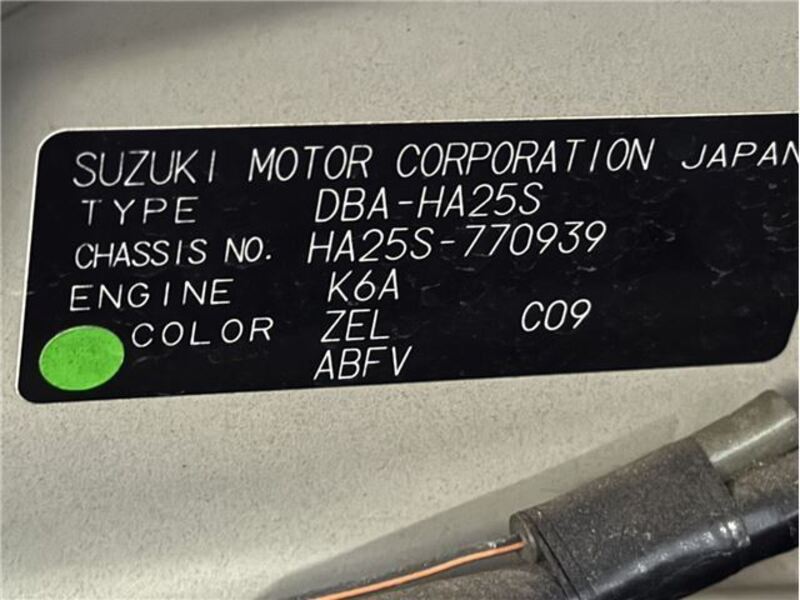 SUZUKI MOTOR CORPORATION JAPAN
TYPE DBA-HA25S
CHASSIS NO. HA25S-770939
ENGINE K6A
COLOR ZEL C09
ABFV